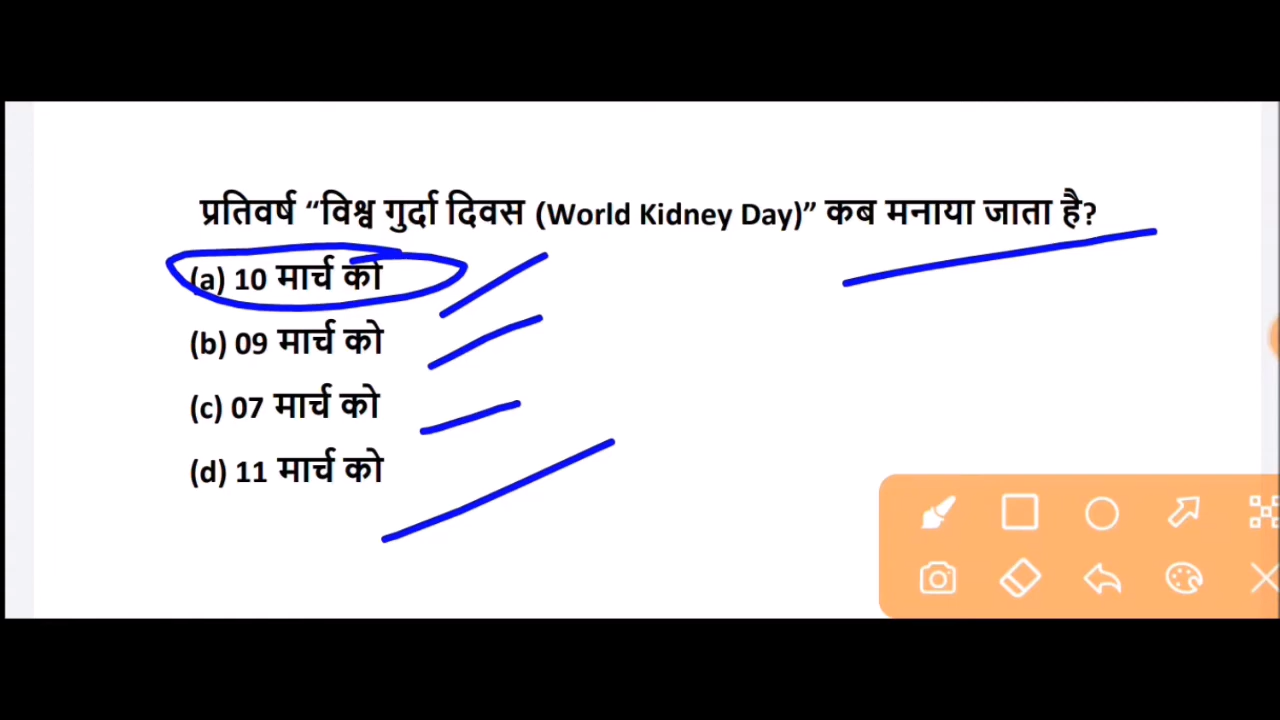 प्रतिवर्ष “विश्व गुर्दा दिवस (World Kidney Day)” कब मनाया जाता है?
(a) 10 मार्च को
(b) 09 मार्च को
(c) 07 मार्च को
(d) 11 मार्च को